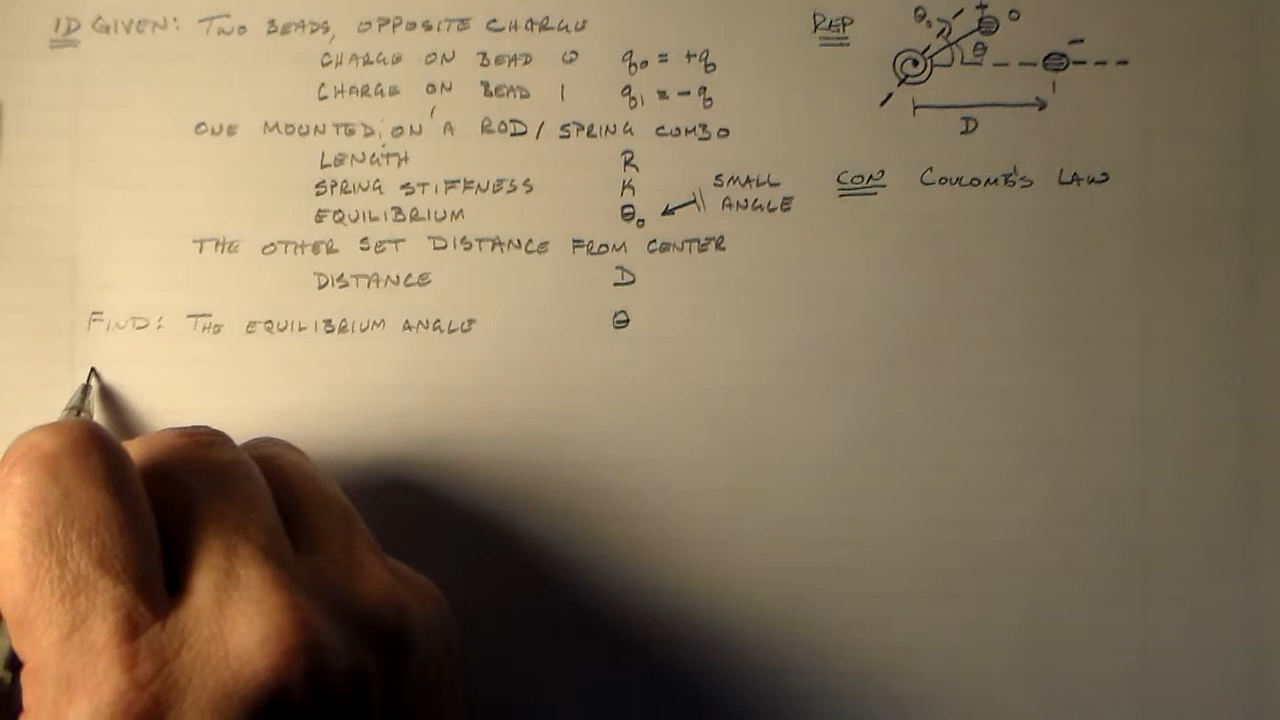 ID GIVEN: TWO BEADS, OPPOSITE CHARGE
CHARGE ON BEAD 0 q₀ = +q
CHARGE ON BEAD 1 q₁ = -q
ONE MOUNTED ON A ROD/SPRING COMBO
LENGTH R
SPRING STIFFNESS K
EQUILIBRIUM θ₀
SMALL
ANGLE
THE OTHER SET DISTANCE FROM CENTER
DISTANCE D
FIND: THE EQUILIBRIUM ANGLE θ
REP
θ₀ + 0
θ -
1
D
CON COULOMB'S LAW